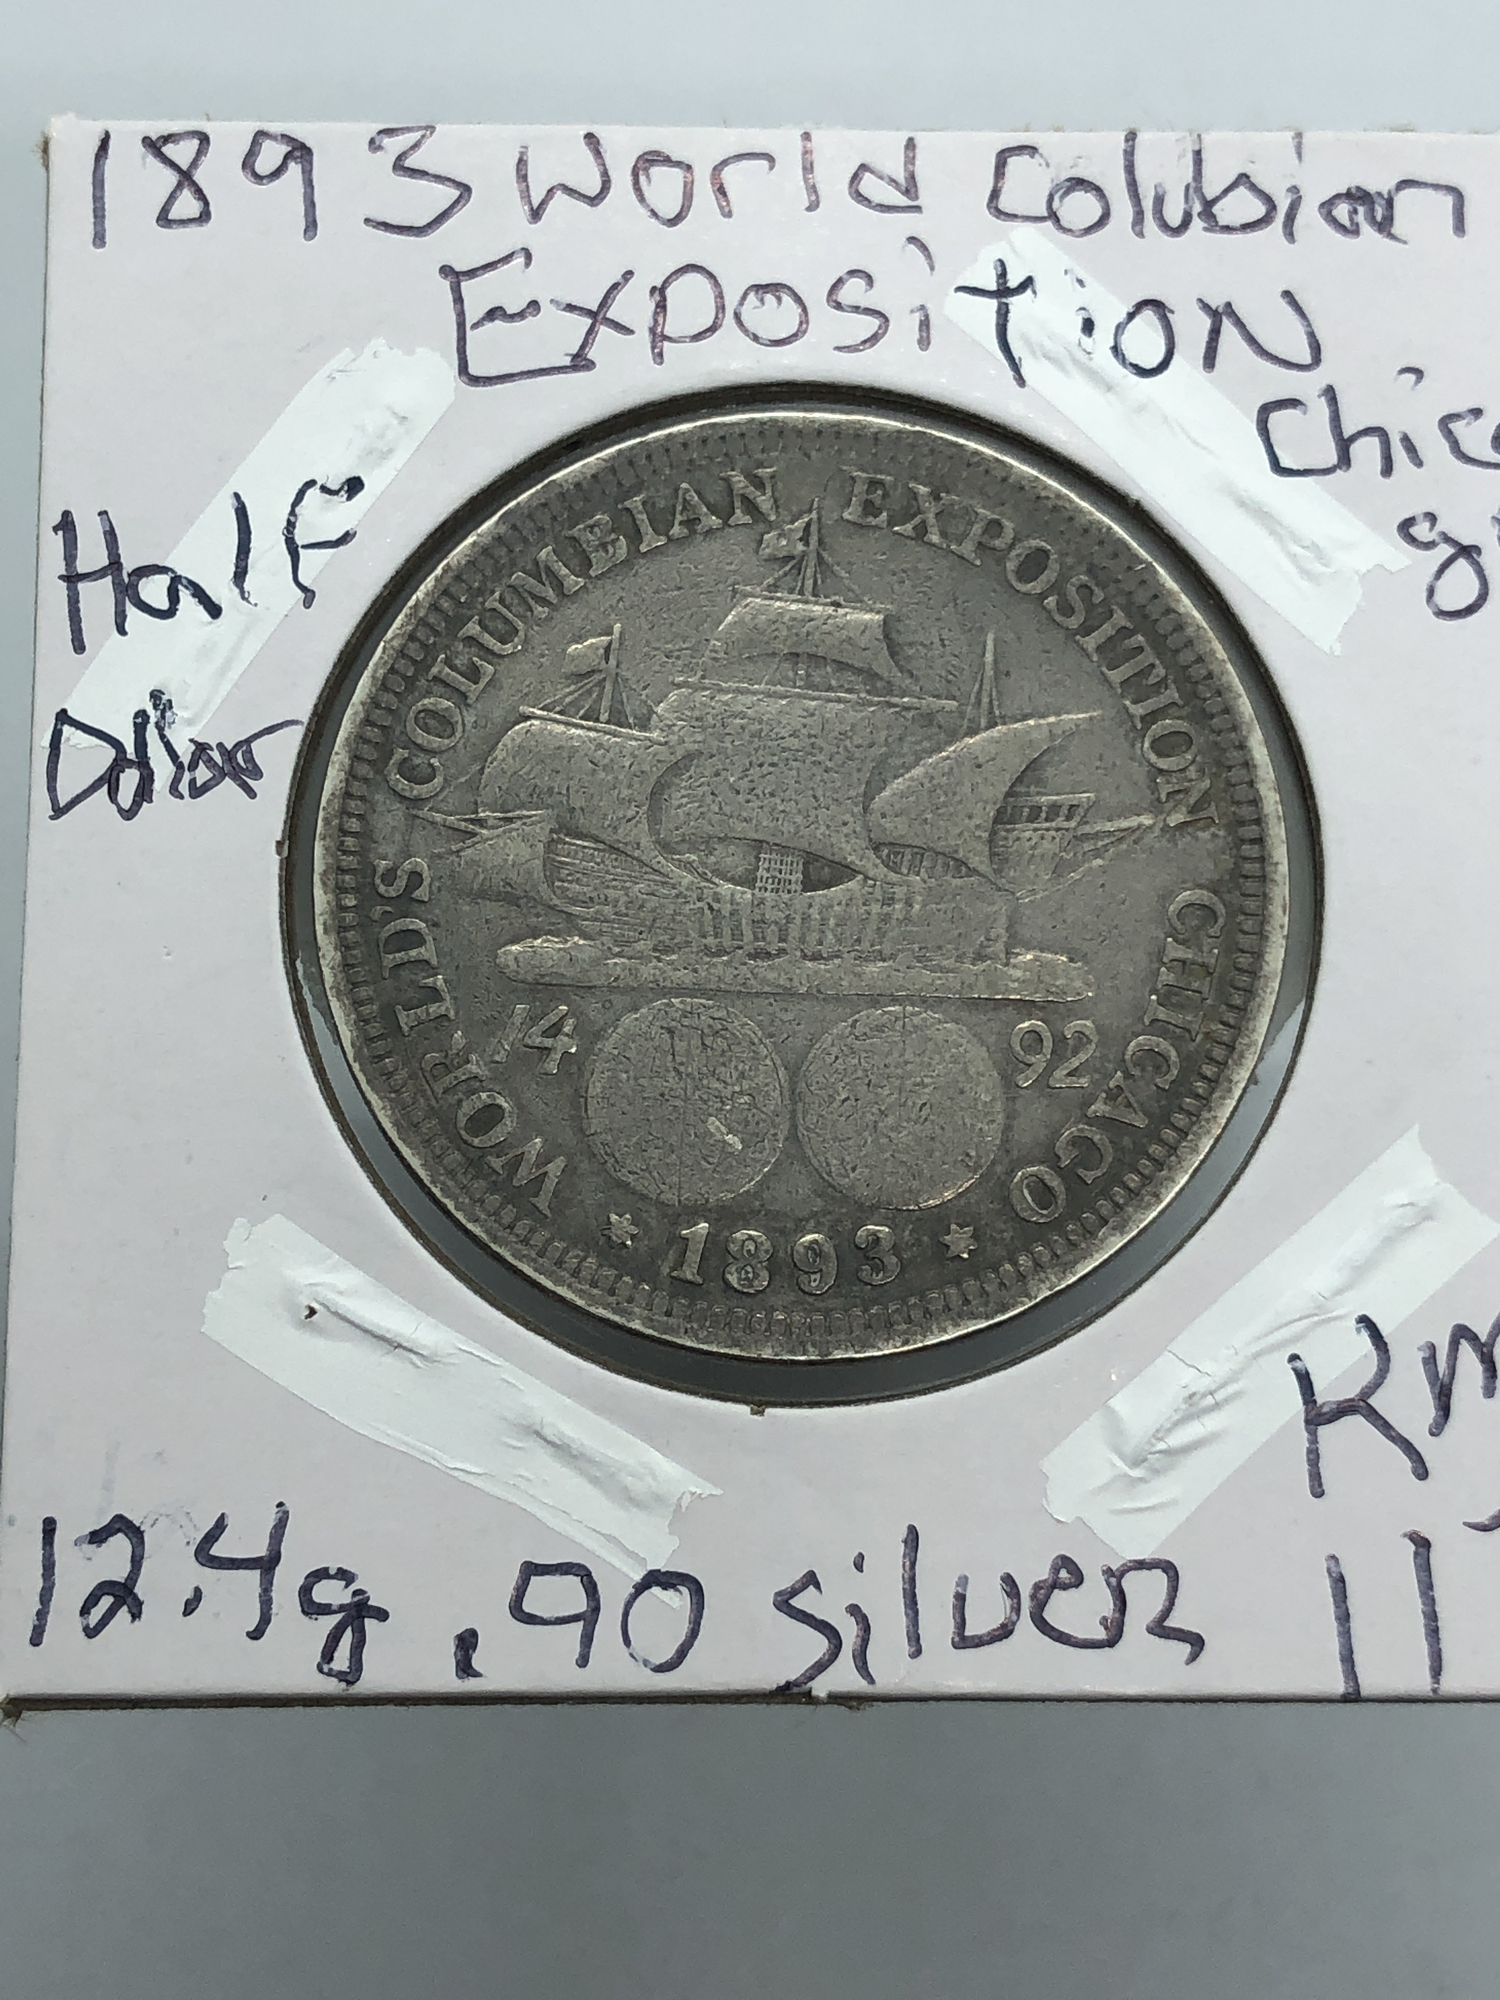 1893 World Colubian
Exposition
Chic
Half
Dollar
WORLD'S COLUMBIAN EXPOSITION CHICAGO
14 92
★ 1893 ★
Km
12.4g .90 silver 11